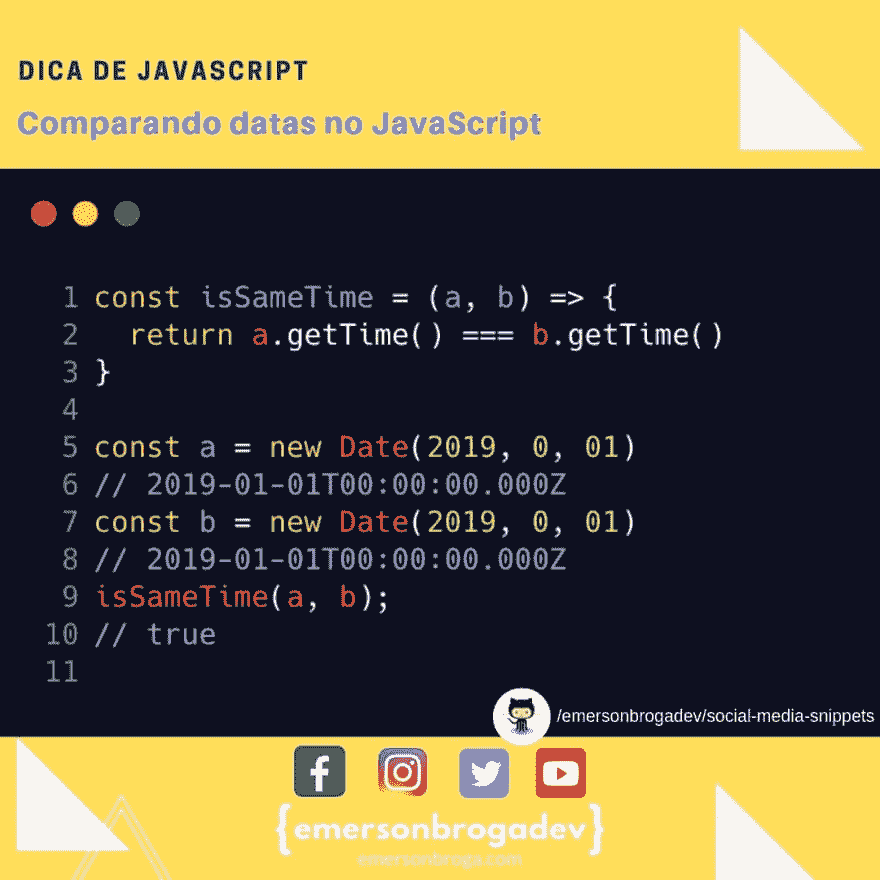 DICA DE JAVASCRIPT
Comparando datas no JavaScript
1 const isSameTime = (a, b) => {
2   return a.getTime() === b.getTime()
3 }
4
5 const a = new Date(2019, 0, 01)
6 // 2019-01-01T00:00:00.000Z
7 const b = new Date(2019, 0, 01)
8 // 2019-01-01T00:00:00.000Z
9 isSameTime(a, b);
10 // true
11
/emersonbrogadev/social-media-snippets
{emersonbrogadev}
emersonbroga.com